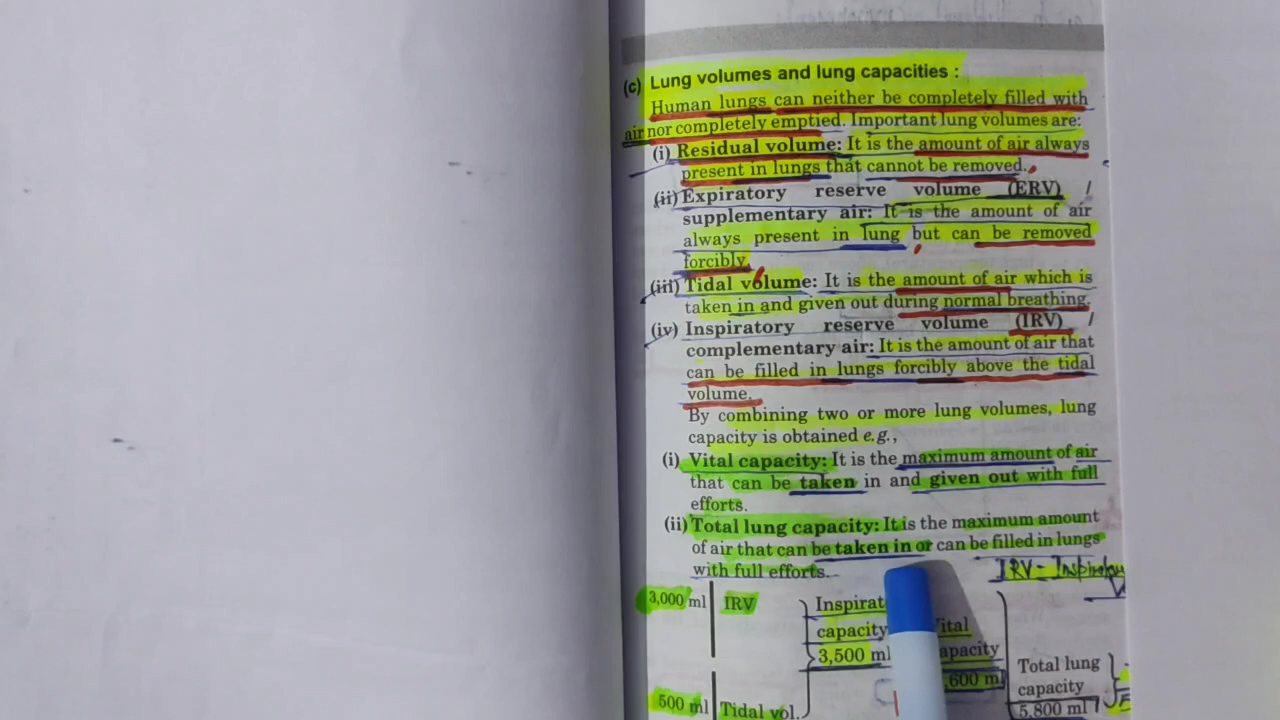 (c) Lung volumes and lung capacities :
Human lungs can neither be completely filled with
air nor completely emptied. Important lung volumes are:
(i) Residual volume: It is the amount of air always
present in lungs that cannot be removed.
(ii) Expiratory reserve volume (ERV) /
supplementary air: It is the amount of air
always present in lung but can be removed
forcibly.
(iii) Tidal volume: It is the amount of air which is
taken in and given out during normal breathing.
(iv) Inspiratory reserve volume (IRV) /
complementary air: It is the amount of air that
can be filled in lungs forcibly above the tidal
volume.
By combining two or more lung volumes, lung
capacity is obtained e.g.,
(i) Vital capacity: It is the maximum amount of air
that can be taken in and given out with full
efforts.
(ii) Total lung capacity: It is the maximum amount
of air that can be taken in or can be filled in lungs
with full efforts.
IRV -
3,000 ml IRV Inspirat
capacity ital
3,500 ml apacity
Total lung
,600 m
capacity
500 ml Tidal vol. 5,800 ml